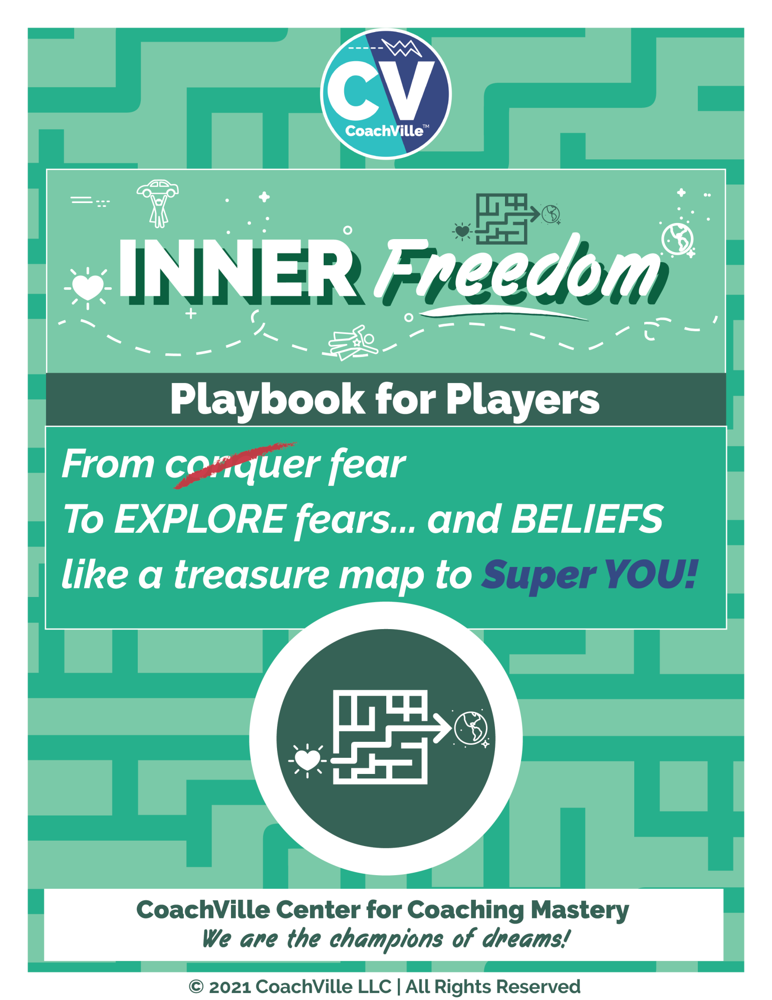 CV
CoachVille™
INNER Freedom
Playbook for Players
From conquer fear
To EXPLORE fears... and BELIEFS
like a treasure map to Super YOU!
CoachVille Center for Coaching Mastery
We are the champions of dreams!
© 2021 CoachVille LLC | All Rights Reserved